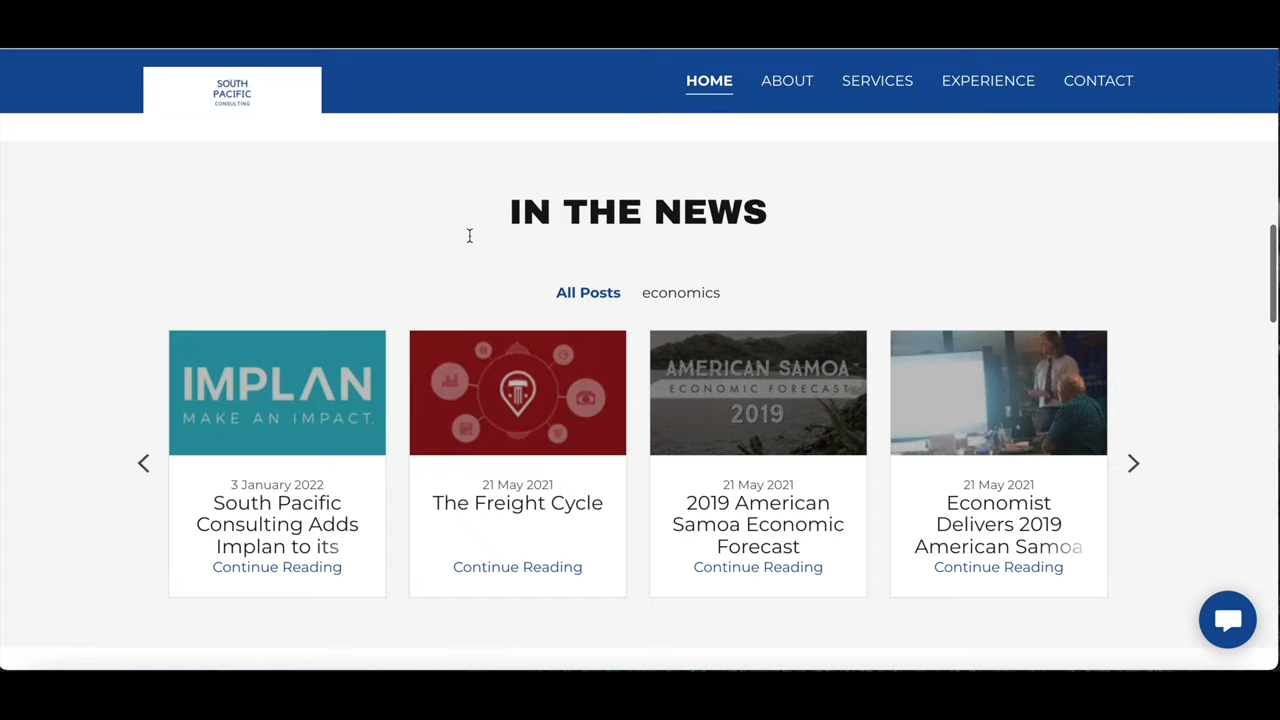 SOUTH
PACIFIC
CONSULTING
HOME ABOUT SERVICES EXPERIENCE CONTACT
IN THE NEWS
All Posts economics
IMPLAN
MAKE AN IMPACT.
3 January 2022
South Pacific
Consulting Adds
Implan to its
Continue Reading
21 May 2021
The Freight Cycle
Continue Reading
AMERICAN SAMOA
ECONOMIC FORECAST
2019
21 May 2021
2019 American
Samoa Economic
Forecast
Continue Reading
21 May 2021
Economist
Delivers 2019
American Samoa
Continue Reading